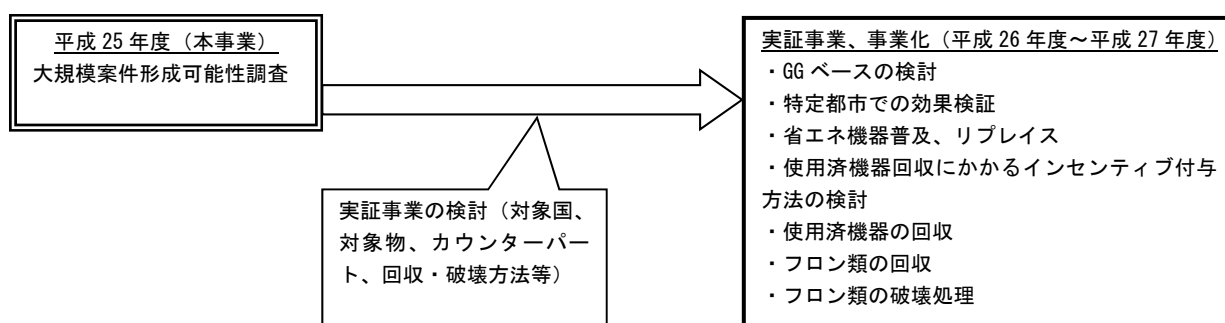 平成 25 年度（本事業）
大規模案件形成可能性調査
実証事業の検討（対象国、
対象物、カウンターパー
ト、回収・破壊方法等）
実証事業、事業化（平成 26 年度～平成 27 年度）
・GG ベースの検討
・特定都市での効果検証
・省エネ機器普及、リプレイス
・使用済機器回収にかかるインセンティブ付与
方法の検討
・使用済機器の回収
・フロン類の回収
・フロン類の破壊処理